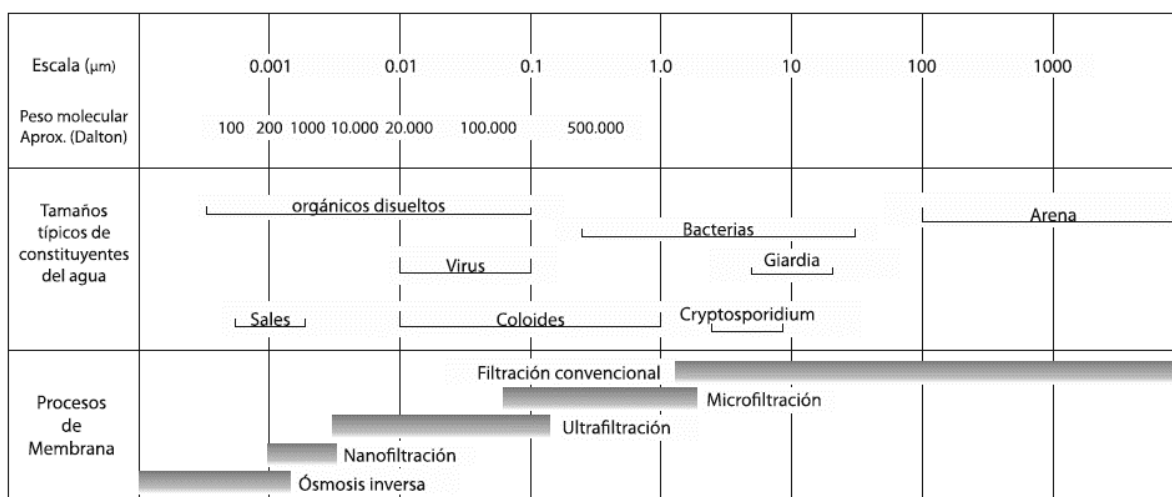 Escala (µm) 0.001 0.01 0.1 1.0 10 100 1000
Peso molecular
Aprox. (Dalton) 100 200 1000 10.000 20.000 100.000 500.000
Tamaños
típicos de
constituyentes
del agua
orgánicos disueltos
Arena
Bacterias
Virus
Giardia
Sales
Coloides
Cryptosporidium
Procesos
de
Membrana
Filtración convencional
Microfiltración
Ultrafiltración
Nanofiltración
Ósmosis inversa